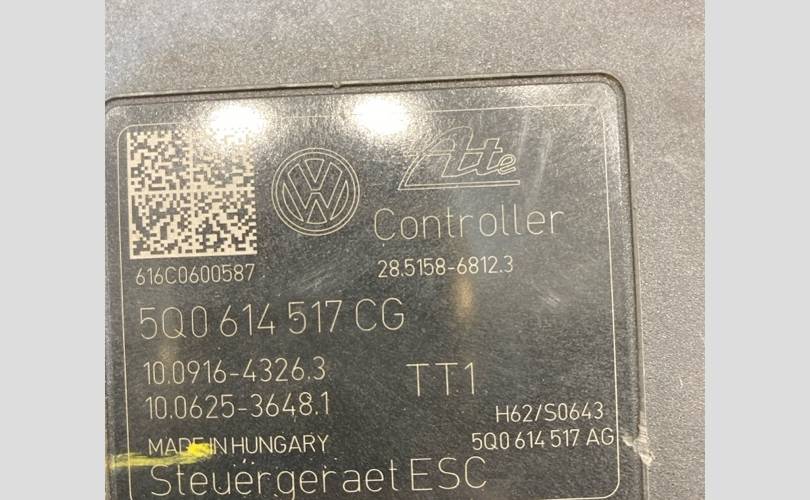 Ate
Controller
616C0600587
28.5158-6812.3
5Q0 614 517 CG
10.0916-4326.3
TT1
10.0625-3648.1
H62/S0643
MADE IN HUNGARY
5Q0 614 517 AG
Steuergeraet ESC